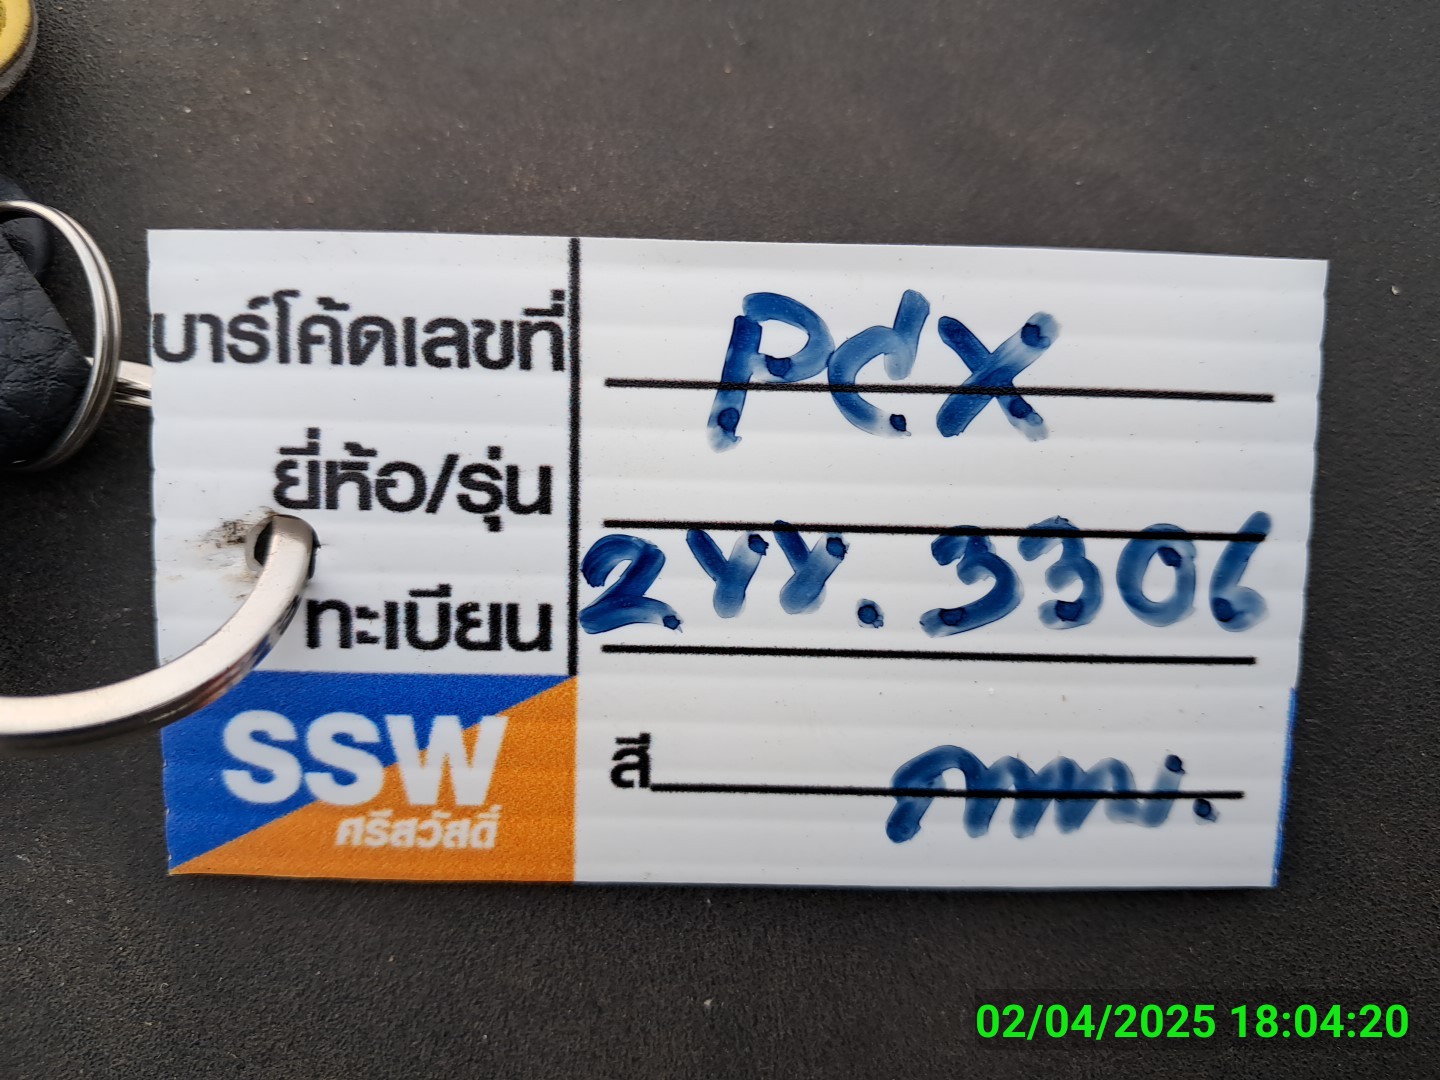 บาร์โค้ดเลขที่
PCX
ยี่ห้อ/รุ่น
ทะเบียน 2ฯฯ. 3306
SSW
ศรีสวัสดิ์
สี กทม.
02/04/2025 18:04:20